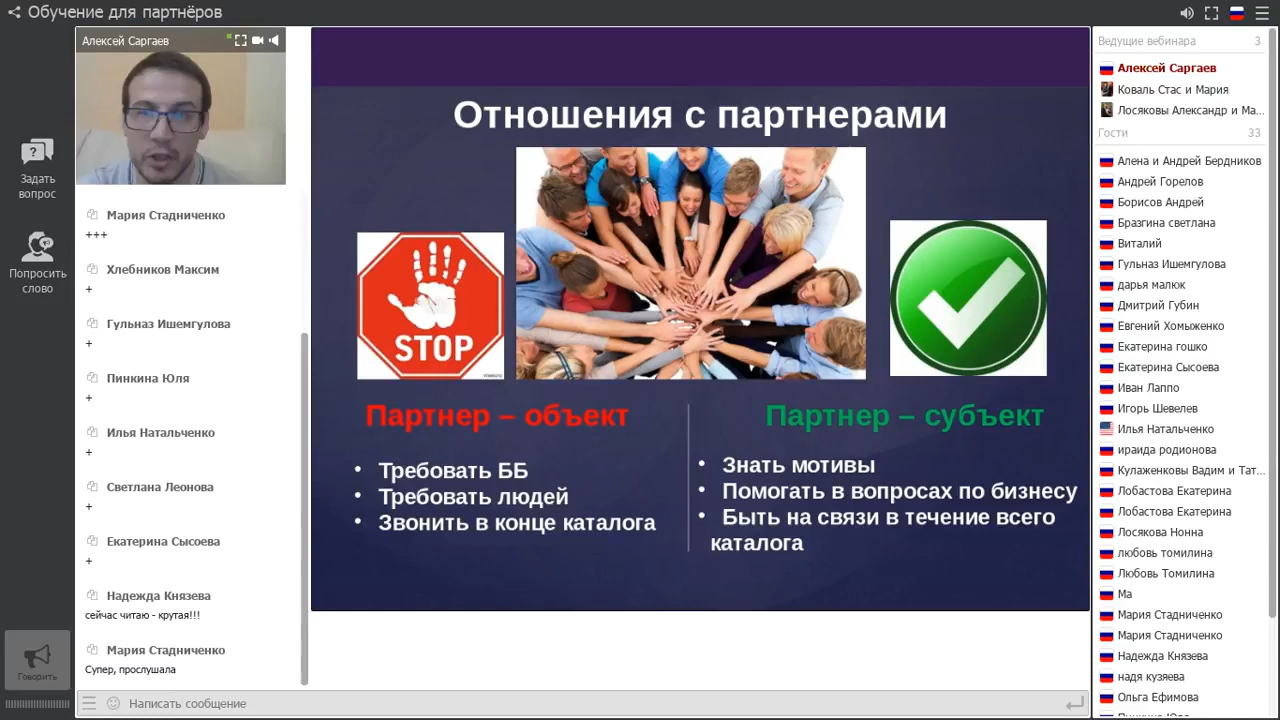 Обучение для партнёров
Задать
вопрос
Попросить
слово
Говорить
Алексей Саргаев
Мария Стадниченко
+++
Хлебников Максим
+
Гульназ Ишемгулова
+
Пинкина Юля
+
Илья Натальченко
+
Светлана Леонова
+
Екатерина Сысоева
+
Надежда Князева
сейчас читаю - крутая!!!
Мария Стадниченко
Супер, прослушала
Написать сообщение
Отношения с партнерами
STOP
Партнер – объект
• Требовать ББ
• Требовать людей
• Звонить в конце каталога
Партнер – субъект
• Знать мотивы
• Помогать в вопросах по бизнесу
• Быть на связи в течение всего
каталога
Ведущие вебинара 3
Алексей Саргаев
Коваль Стас и Мария
Лосяковы Александр и Ма...
Гости 33
Алена и Андрей Бердников
Андрей Горелов
Борисов Андрей
Бразгина светлана
Виталий
Гульназ Ишемгулова
дарья малюк
Дмитрий Губин
Евгений Хомыженко
Екатерина гошко
Екатерина Сысоева
Иван Лаппо
Игорь Шевелев
Илья Натальченко
ираида родионова
Кулаженковы Вадим и Тат...
Лобастова Екатерина
Лобастова Екатерина
Лосякова Нонна
любовь томилина
Любовь Томилина
Ма
Мария Стадниченко
Мария Стадниченко
Надежда Князева
надя кузяева
Ольга Ефимова